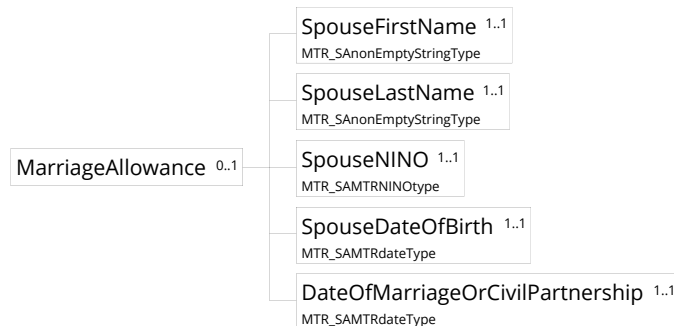 SpouseFirstName 1..1
MTR_SAnonEmptyStringType
SpouseLastName 1..1
MTR_SAnonEmptyStringType
MarriageAllowance 0..1
SpouseNINO 1..1
MTR_SAMTRNINOtype
SpouseDateOfBirth 1..1
MTR_SAMTRdateType
DateOfMarriageOrCivilPartnership 1..1
MTR_SAMTRdateType